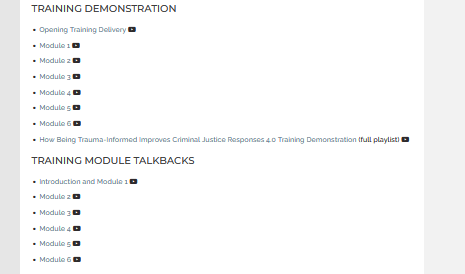 TRAINING DEMONSTRATION
• Opening Training Delivery
• Module 1
• Module 2
• Module 3
• Module 4
• Module 5
• Module 6
• How Being Trauma-Informed Improves Criminal Justice Responses 4.0 Training Demonstration (full playlist)
TRAINING MODULE TALKBACKS
• Introduction and Module 1
• Module 2
• Module 3
• Module 4
• Module 5
• Module 6